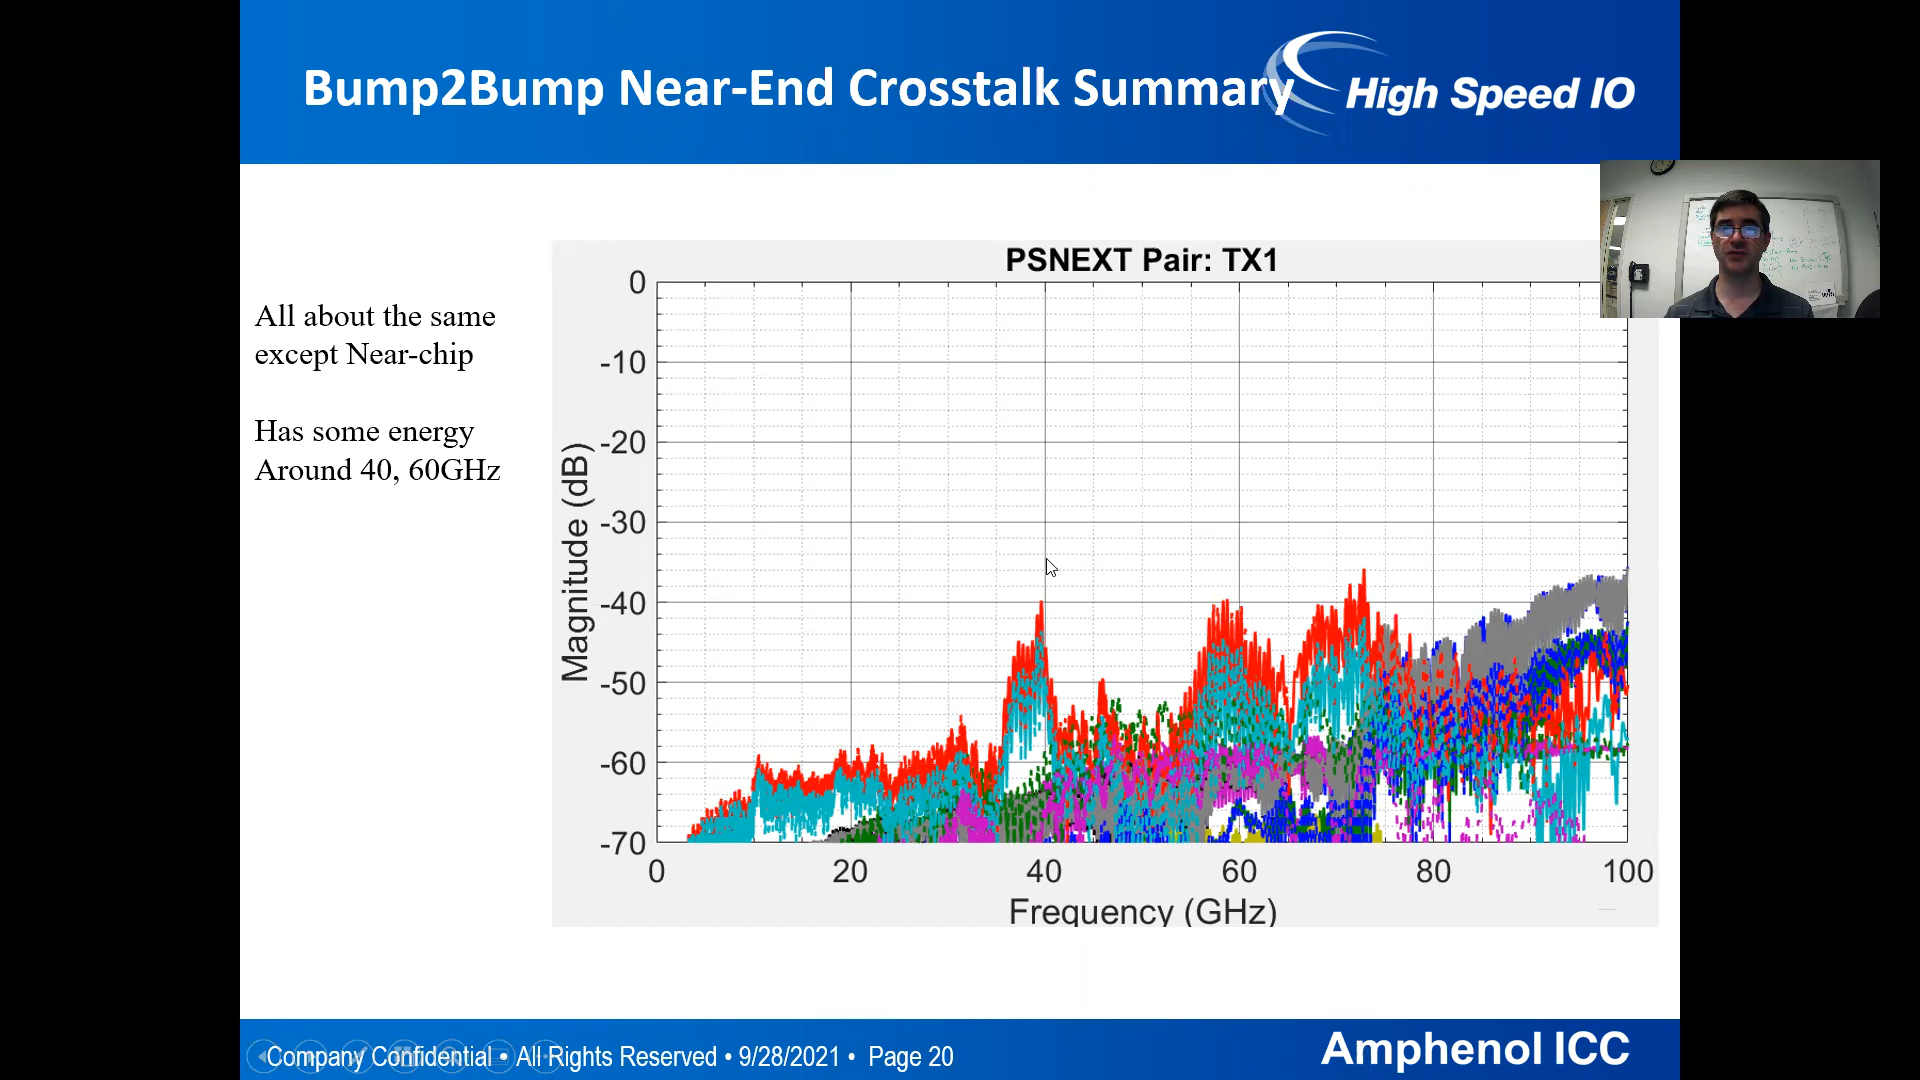 Bump2Bump Near-End Crosstalk Summary
High Speed IO
All about the same
except Near-chip
Has some energy
Around 40, 60GHz
PSNEXT Pair: TX1
0
-10
-20
-30
-40
-50
-60
-70
Magnitude (dB)
0 20 40 60 80 100
Frequency (GHz)
Company Confidential • All Rights Reserved • 9/28/2021 • Page 20
Amphenol ICC